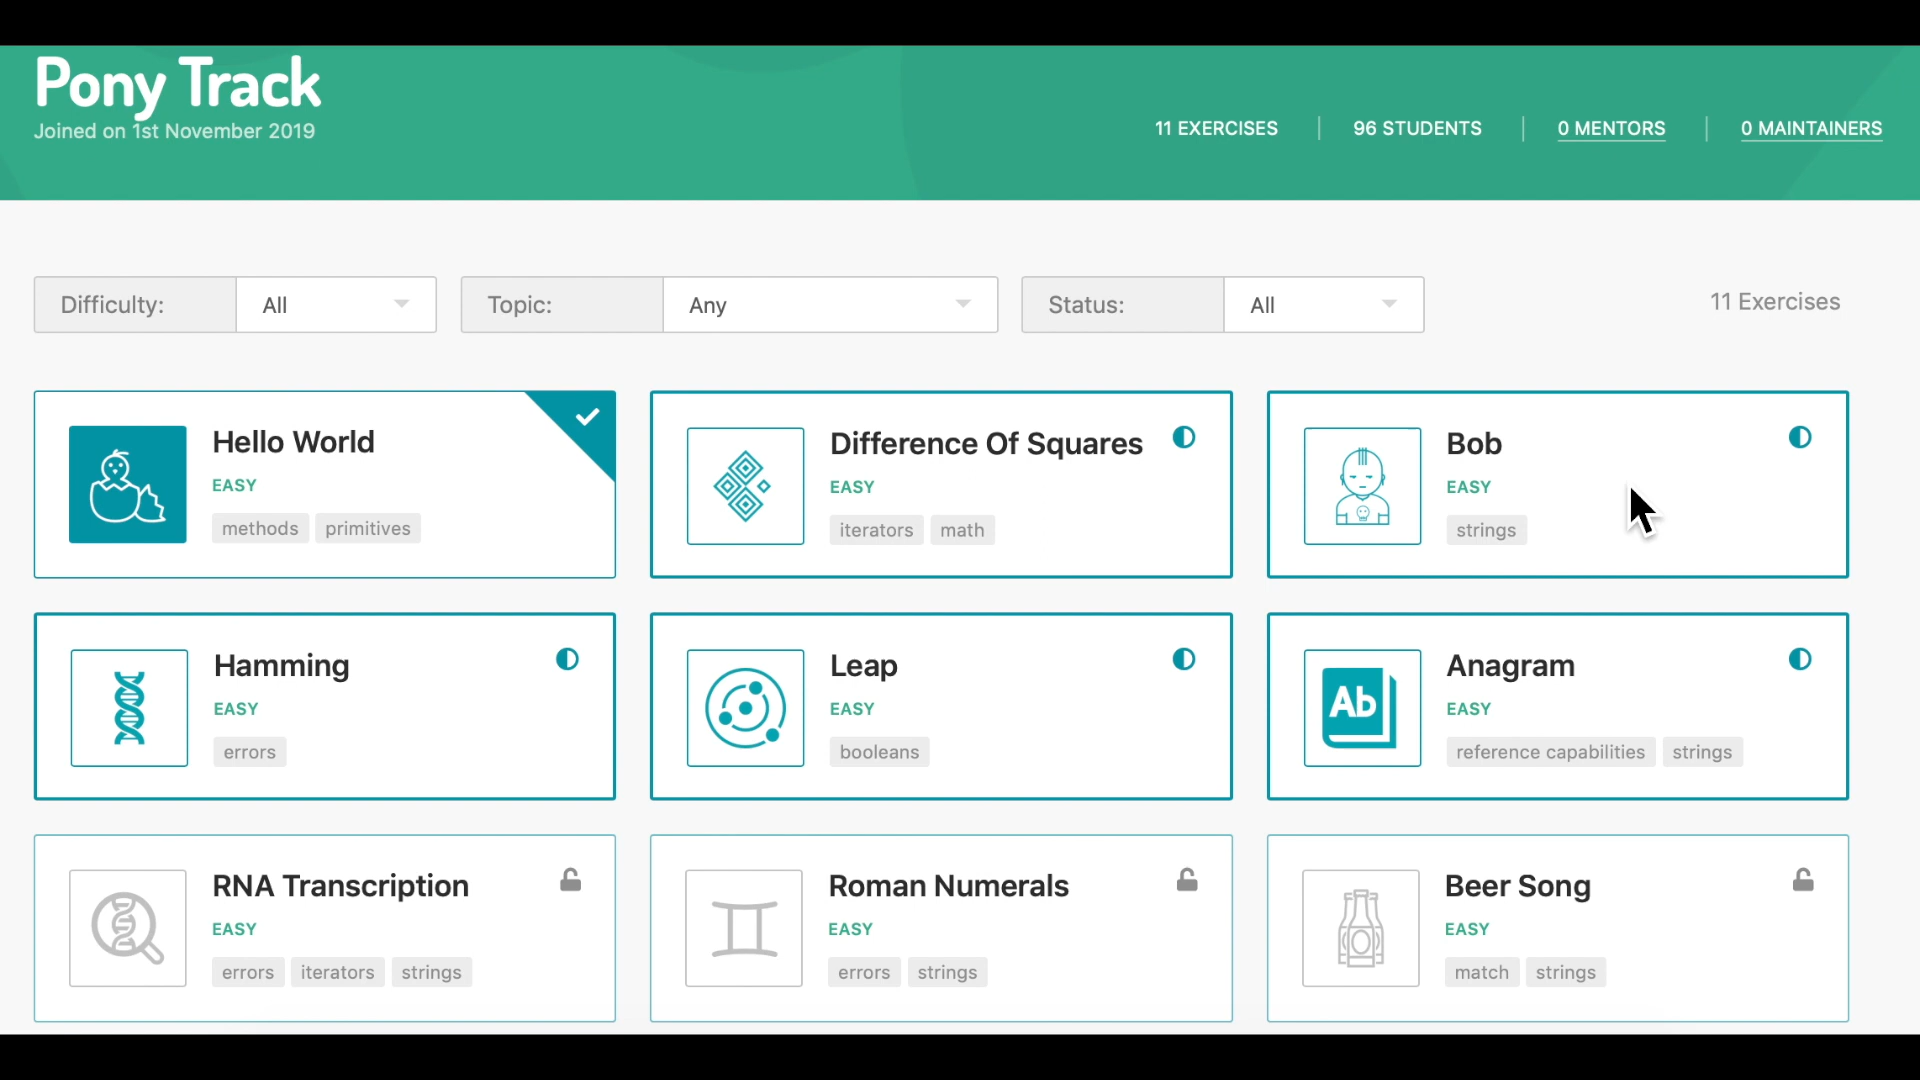 Pony Track
Joined on 1st November 2019
11 EXERCISES
96 STUDENTS
0 MENTORS
0 MAINTAINERS
Difficulty:
All
Topic:
Any
Status:
All
11 Exercises
Hello World
EASY
methods primitives
Difference Of Squares
EASY
iterators math
Bob
EASY
strings
Hamming
EASY
errors
Leap
EASY
booleans
Ab
Anagram
EASY
reference capabilities strings
RNA Transcription
EASY
errors iterators strings
Roman Numerals
EASY
errors strings
Beer Song
EASY
match strings